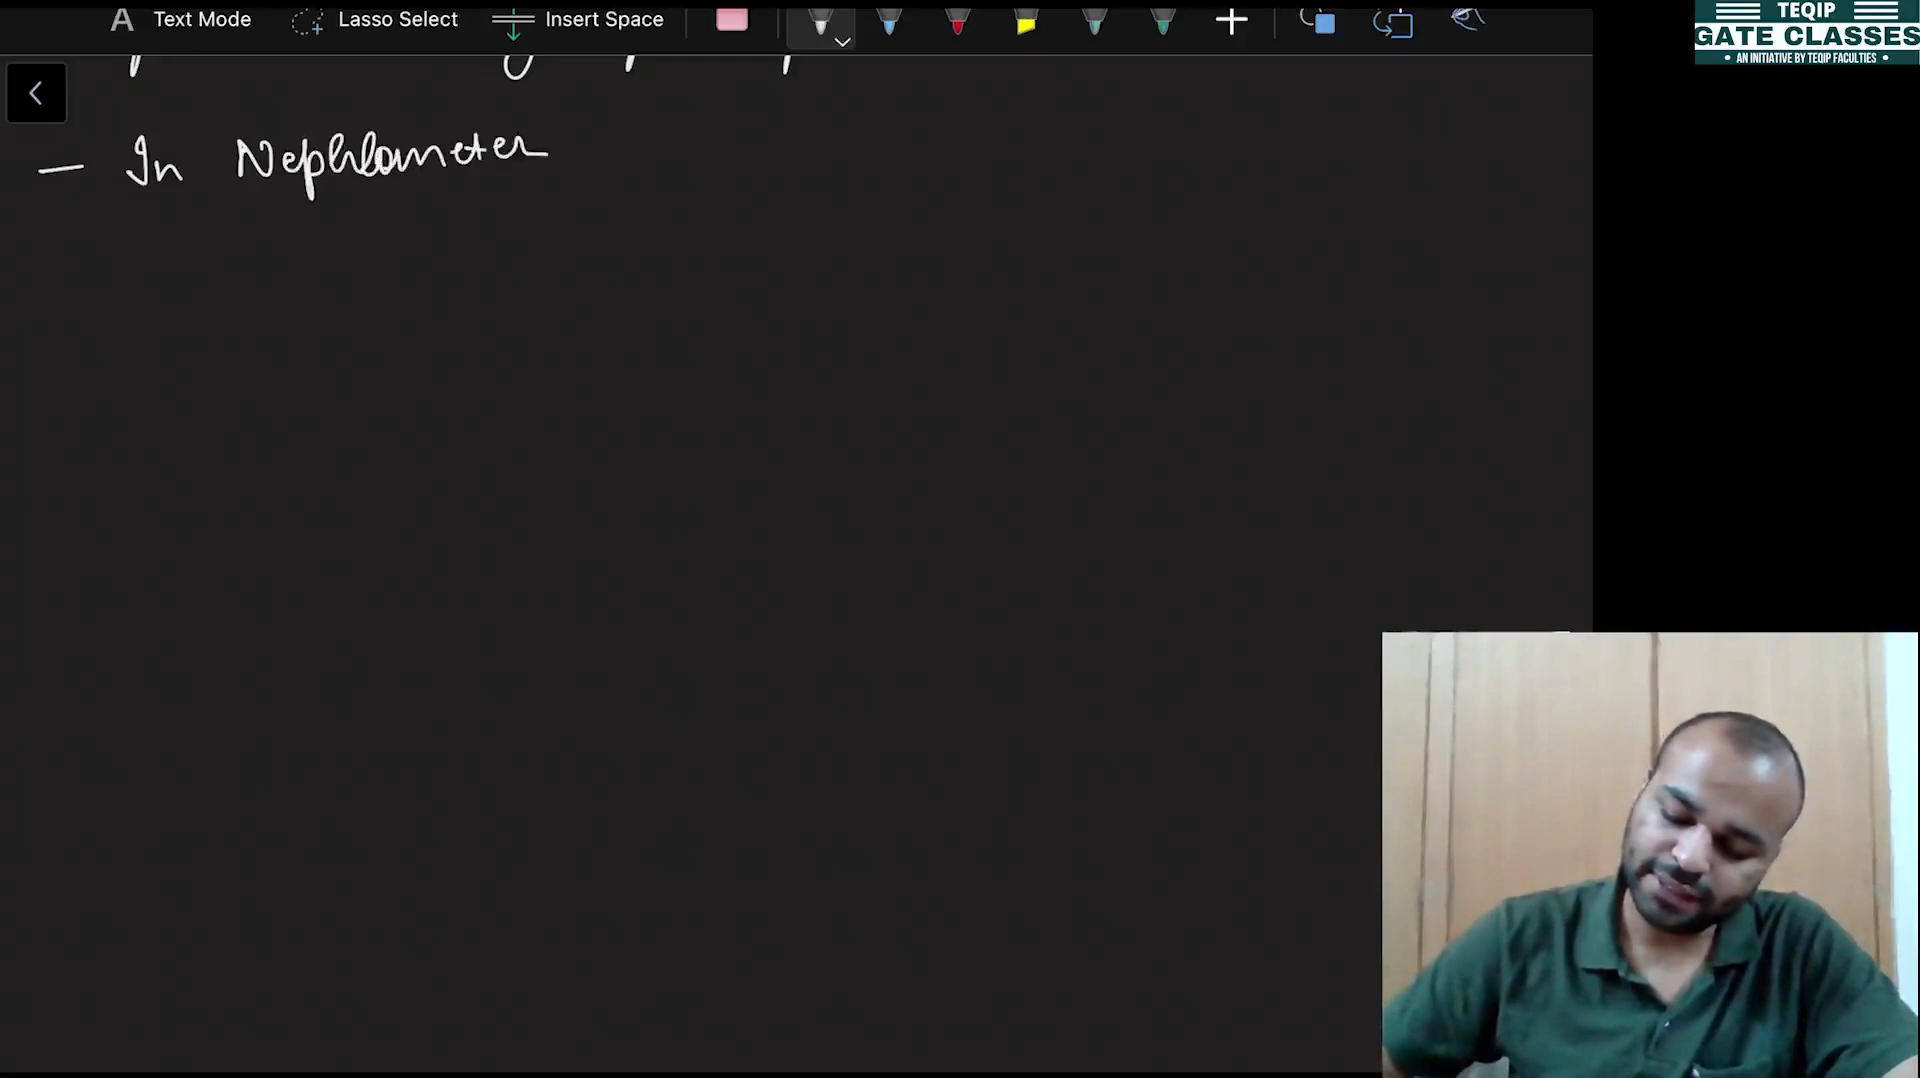 A Text Mode Lasso Select Insert Space
TEQIP
GATE CLASSES
• AN INITIATIVE BY TEQIP FACULTIES •
— In Nephlometer